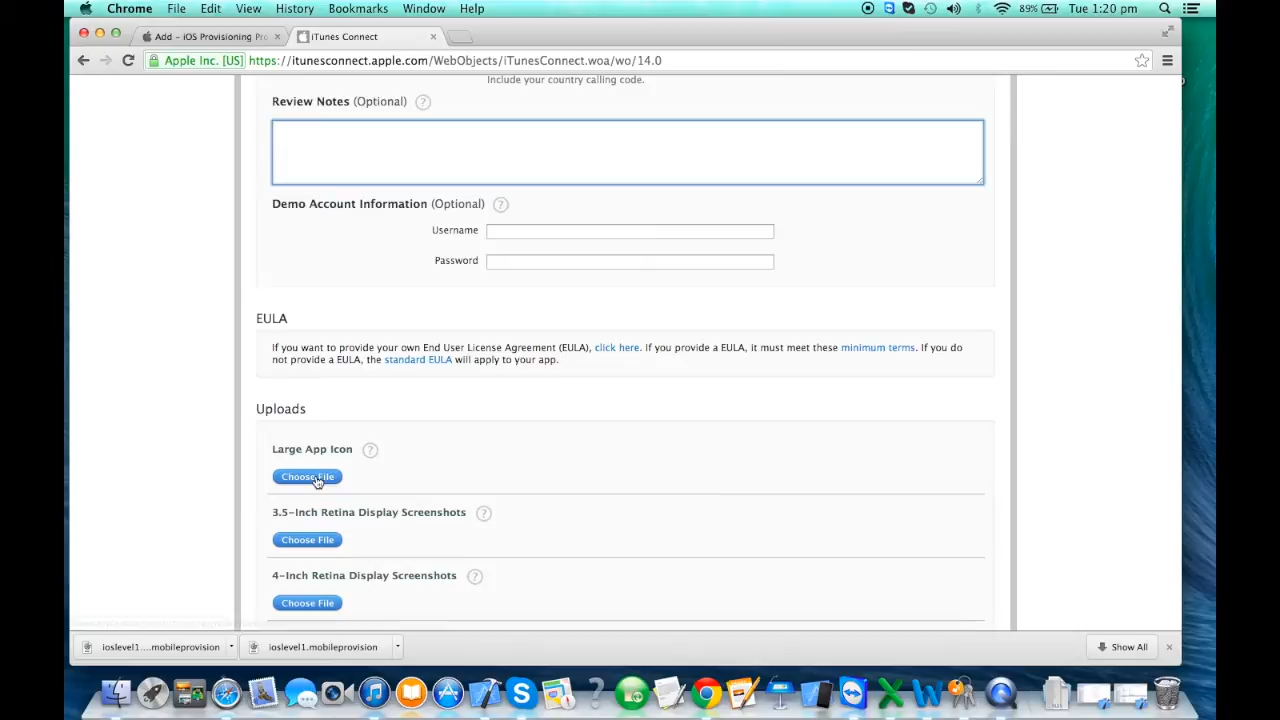 Chrome File Edit View History Bookmarks Window Help 89% Tue 1:20 pm
Add - iOS Provisioning Pro iTunes Connect
Apple Inc. [US] https://itunesconnect.apple.com/WebObjects/iTunesConnect.woa/wo/14.0
Include your country calling code.
Review Notes (Optional) ?
Demo Account Information (Optional) ?
Username
Password
EULA
If you want to provide your own End User License Agreement (EULA), click here. If you provide a EULA, it must meet these minimum terms. If you do
not provide a EULA, the standard EULA will apply to your app.
Uploads
Large App Icon ?
Choose File
3.5-Inch Retina Display Screenshots ?
Choose File
4-Inch Retina Display Screenshots ?
Choose File
ioslevel1....mobileprovision ioslevel1.mobileprovision Show All